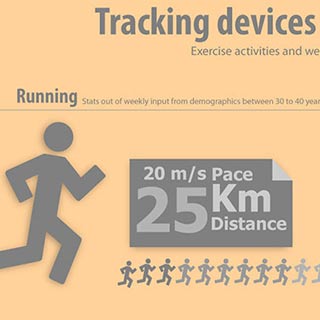 Tracking devices
Exercise activities and we
Running Stats out of weekly input from demographics between 30 to 40 year
20 m/s Pace
25 Km
Distance